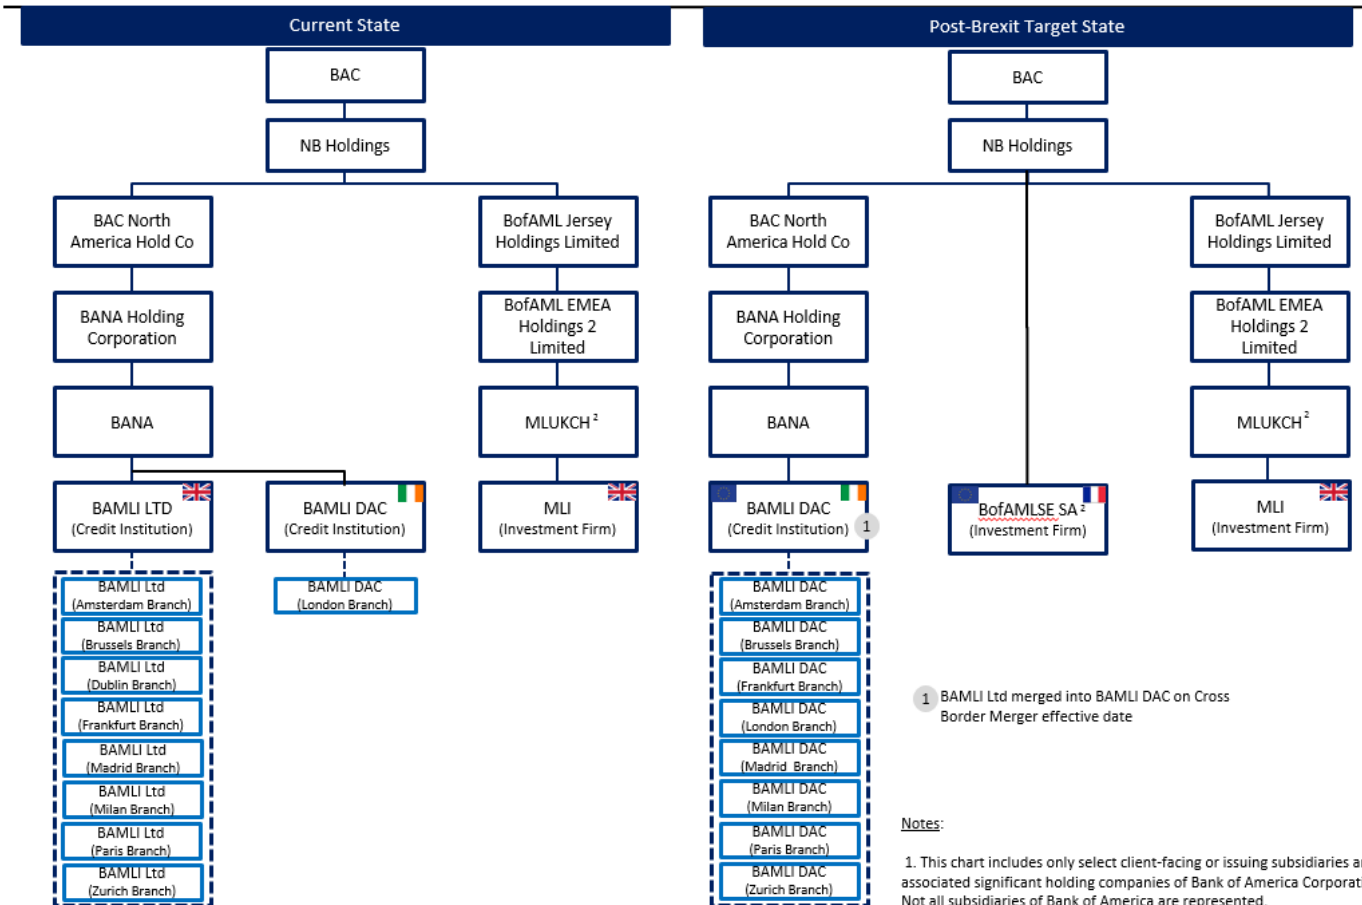 Current State
BAC
NB Holdings
BAC North
America Hold Co
BofAML Jersey
Holdings Limited
BANA Holding
Corporation
BofAML EMEA
Holdings 2
Limited
BANA
MLUKCH ²
BAMLI LTD
(Credit Institution)
BAMLI DAC
(Credit Institution)
MLI
(Investment Firm)
BAMLI Ltd
(Amsterdam Branch)
BAMLI Ltd
(Brussels Branch)
BAMLI Ltd
(Dublin Branch)
BAMLI Ltd
(Frankfurt Branch)
BAMLI Ltd
(Madrid Branch)
BAMLI Ltd
(Milan Branch)
BAMLI Ltd
(Paris Branch)
BAMLI Ltd
(Zurich Branch)
BAMLI DAC
(London Branch)
Post-Brexit Target State
BAC
NB Holdings
BAC North
America Hold Co
BofAML Jersey
Holdings Limited
BANA Holding
Corporation
BofAML EMEA
Holdings 2
Limited
BANA
MLUKCH ²
BAMLI DAC
(Credit Institution)
1
BofAMLSE SA ²
(Investment Firm)
MLI
(Investment Firm)
BAMLI DAC
(Amsterdam Branch)
BAMLI DAC
(Brussels Branch)
BAMLI DAC
(Frankfurt Branch)
BAMLI DAC
(London Branch)
BAMLI DAC
(Madrid Branch)
BAMLI DAC
(Milan Branch)
BAMLI DAC
(Paris Branch)
BAMLI DAC
(Zurich Branch)
1 BAMLI Ltd merged into BAMLI DAC on Cross
Border Merger effective date
Notes:
1. This chart includes only select client-facing or issuing subsidiaries
associated significant holding companies of Bank of America
Not all subsidiaries of Bank of America are represented.